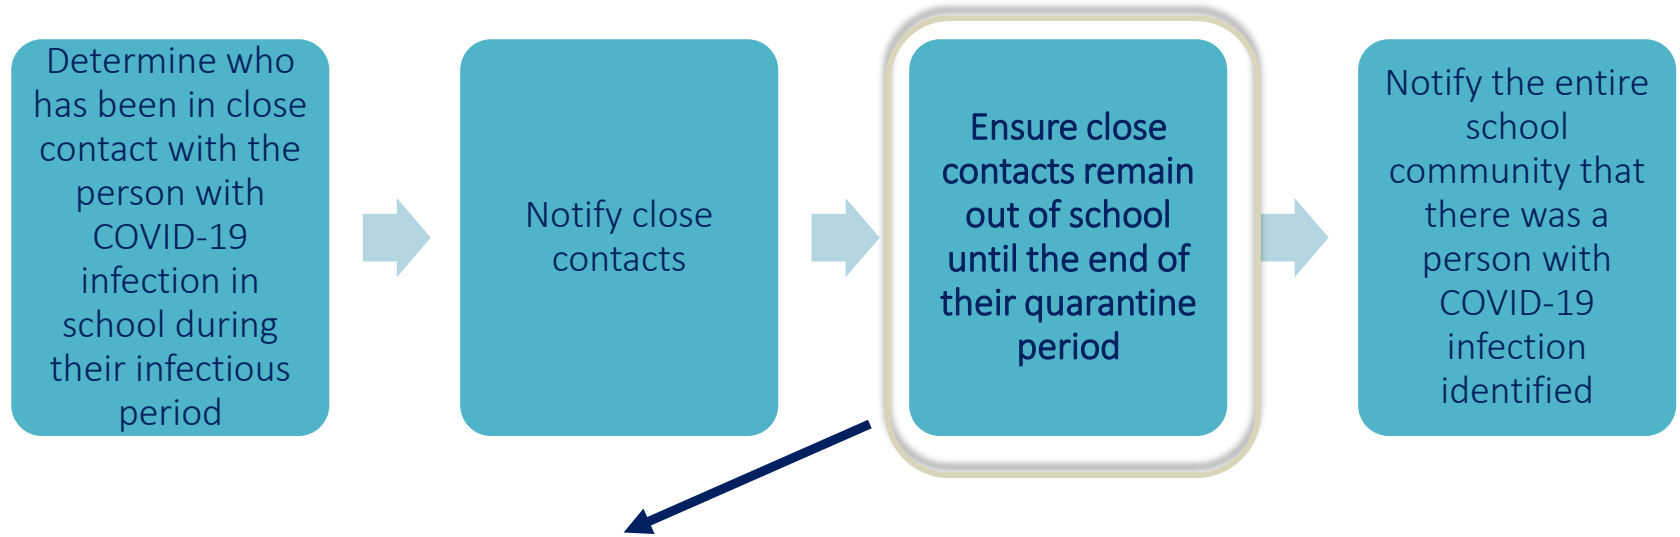 Determine who
has been in close
contact with the
person with
COVID-19
infection in
school during
their infectious
period
Notify close
contacts
Ensure close
contacts remain
out of school
until the end of
their quarantine
period
Notify the entire
school
community that
there was a
person with
COVID-19
infection
identified